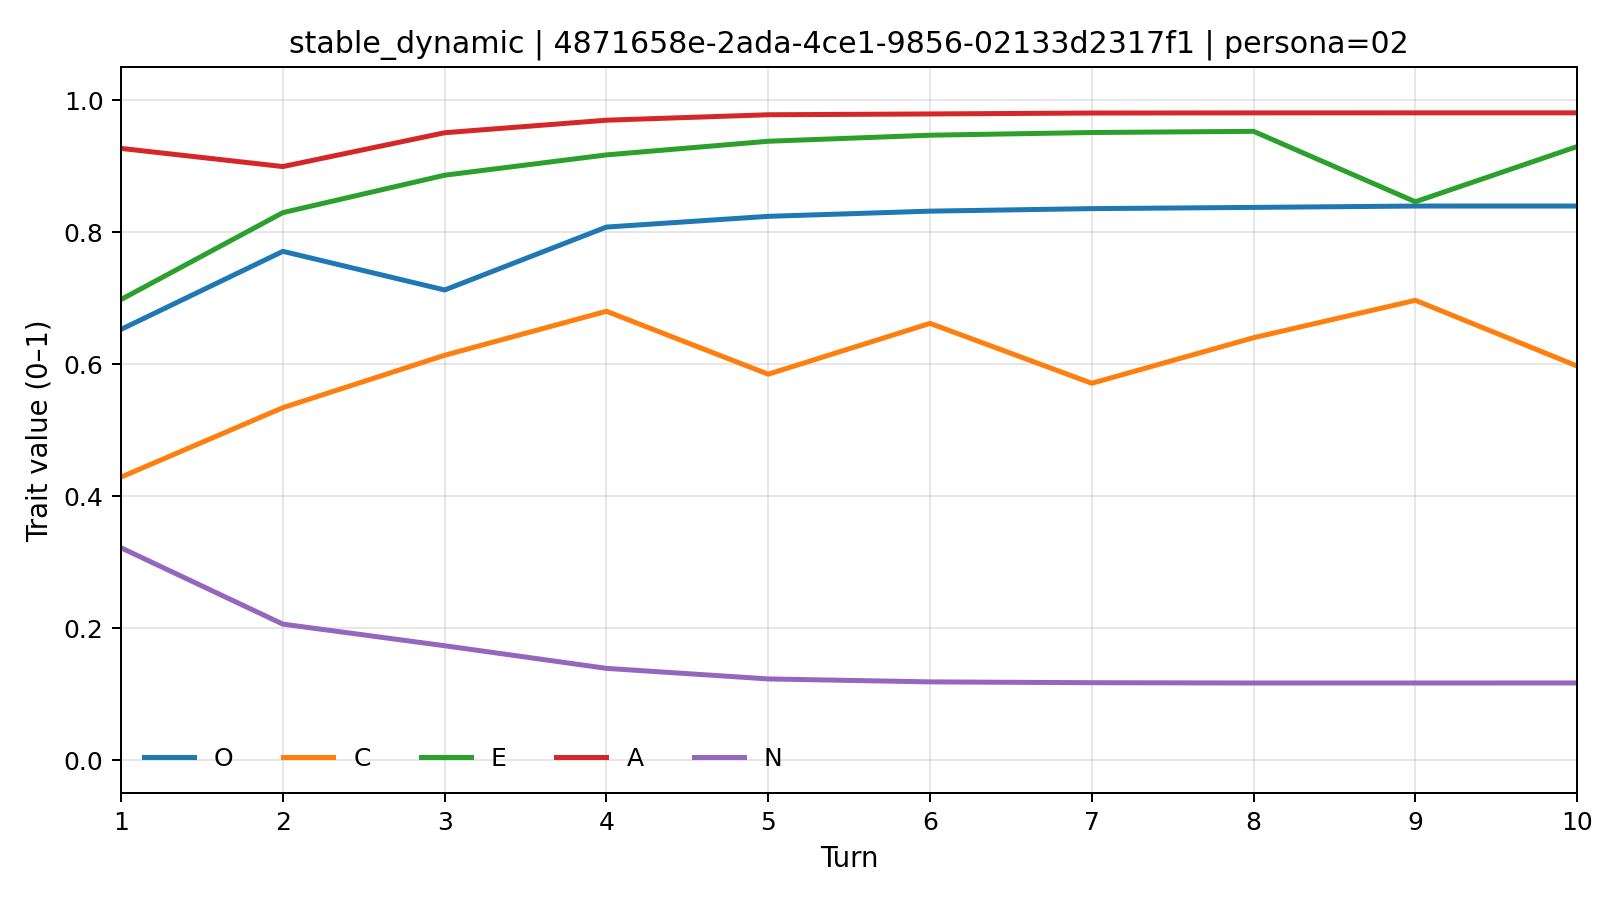 stable_dynamic | 4871658e-2ada-4ce1-9856-02133d2317f1 | persona=02
Trait value (0–1)
1.0
0.8
0.6
0.4
0.2
0.0
O C E A N
1 2 3 4 5 6 7 8 9 10
Turn